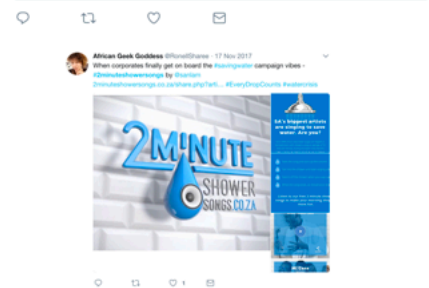 African Geek Goddess @RonellSharee · 17 Nov 2017
When corporates finally get on board the #savingwater campaign vibes -
#2minuteshowersongs by @sanlam
2minuteshowersongs.co.za/share.php?arti... #EveryDropCounts #watercrisis
2MINUTE
SHOWER
SONGS.CO.ZA
SA's biggest artists
are singing to save
water. Are you?
1